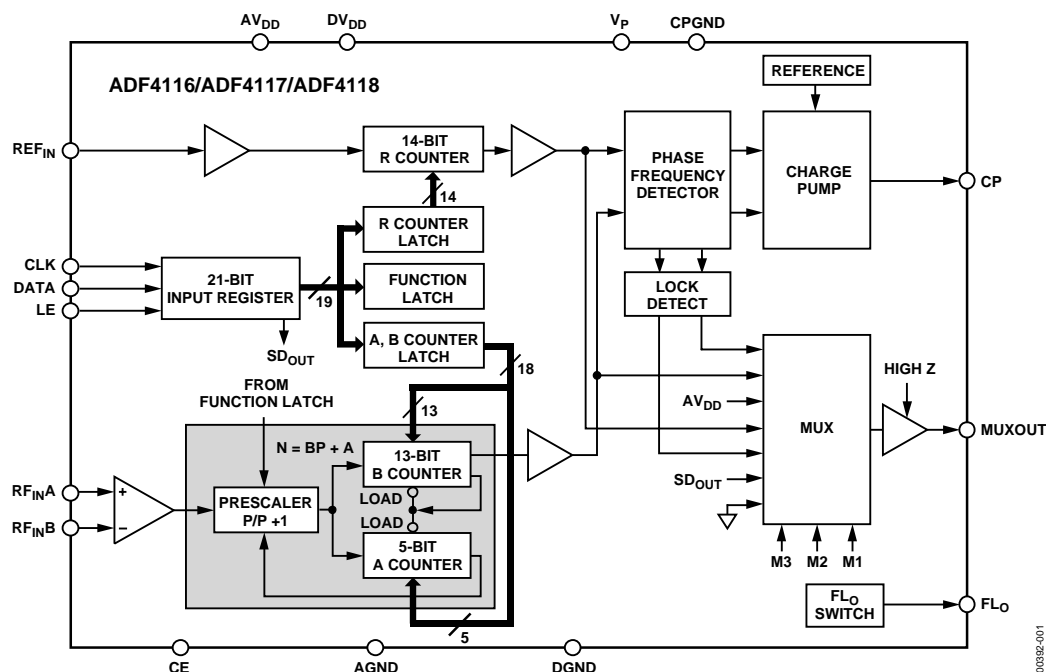 AVDD
DVDD
VP
CPGND
ADF4116/ADF4117/ADF4118
REFERENCE
REFIN
14-BIT
R COUNTER
PHASE
FREQUENCY
DETECTOR
CHARGE
PUMP
CP
14
R COUNTER
LATCH
CLK
DATA
LE
21-BIT
INPUT REGISTER
19
FUNCTION
LATCH
LOCK
DETECT
SDOUT
A, B COUNTER
LATCH
18
HIGH Z
FROM
FUNCTION LATCH
13
AVDD
MUX
MUXOUT
N = BP + A
13-BIT
B COUNTER
RFINA
+
RFINB
–
PRESCALER
P/P +1
LOAD
LOAD
SDOUT
5-BIT
A COUNTER
M3
M2
M1
5
FLO
SWITCH
FLO
CE
AGND
DGND
00392-001